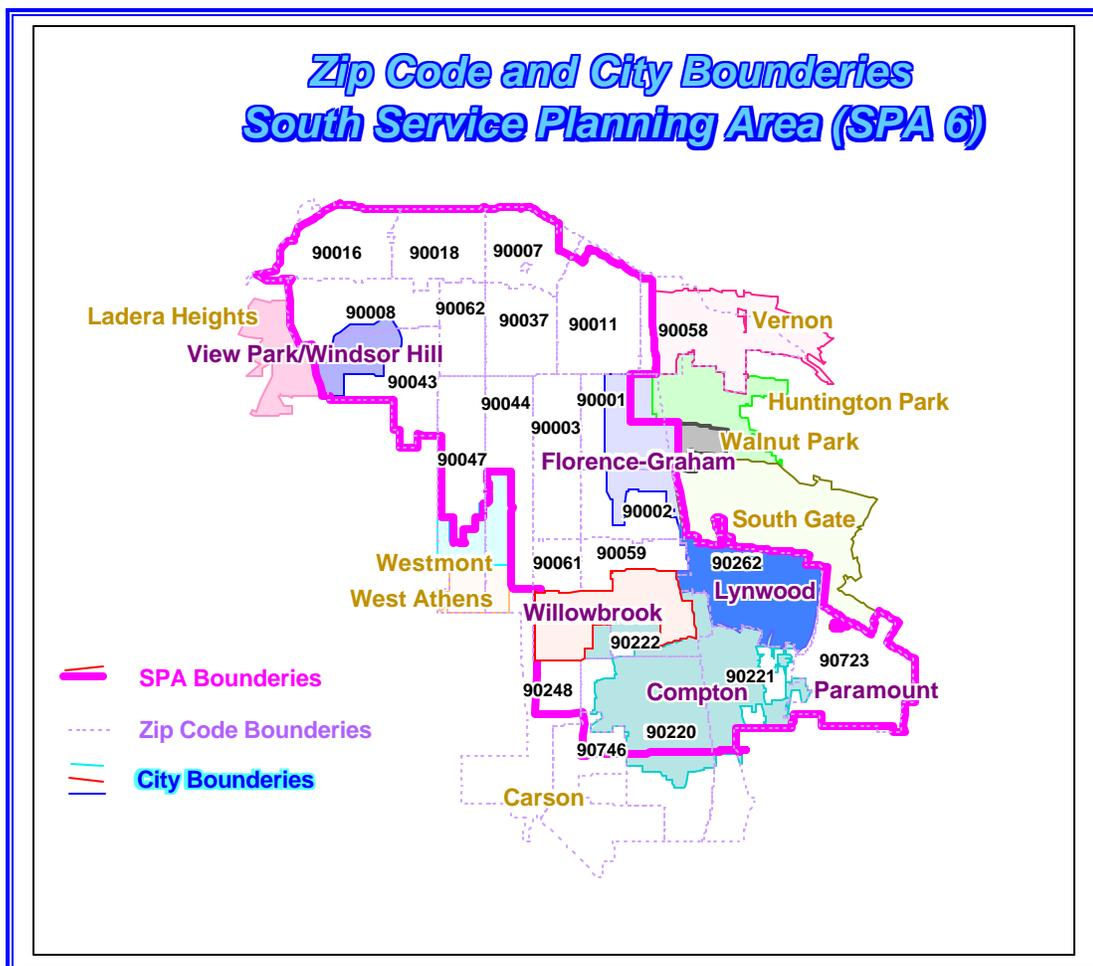 Zip Code and City Bounderies
South Service Planning Area (SPA 6)
90016
90018
90007
Ladera Heights
90008
90062
90037
90011
90058
Vernon
View Park/Windsor Hill
90043
90044
90001
Huntington Park
90003
Walnut Park
90047
Florence-Graham
90002
South Gate
Westmont
90061
90059
90262
Lynwood
West Athens
Willowbrook
90222
90723
90221
SPA Bounderies
90248
Compton
Paramount
Zip Code Bounderies
90220
90746
City Bounderies
Carson